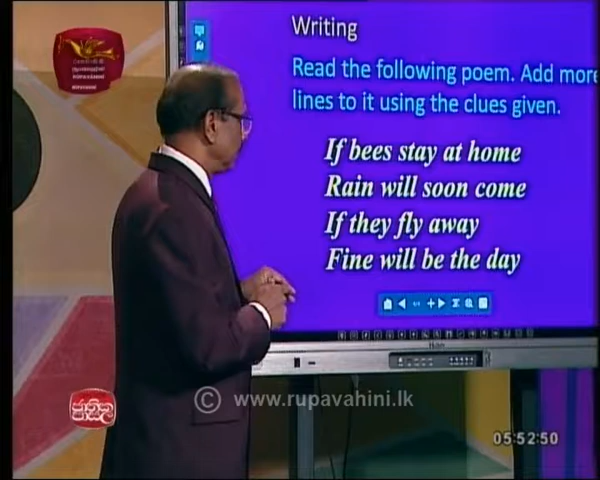 Writing
Read the following poem. Add more
lines to it using the clues given.
If bees stay at home
Rain will soon come
If they fly away
Fine will be the day
© www.rupavahini.lk
05:52:50